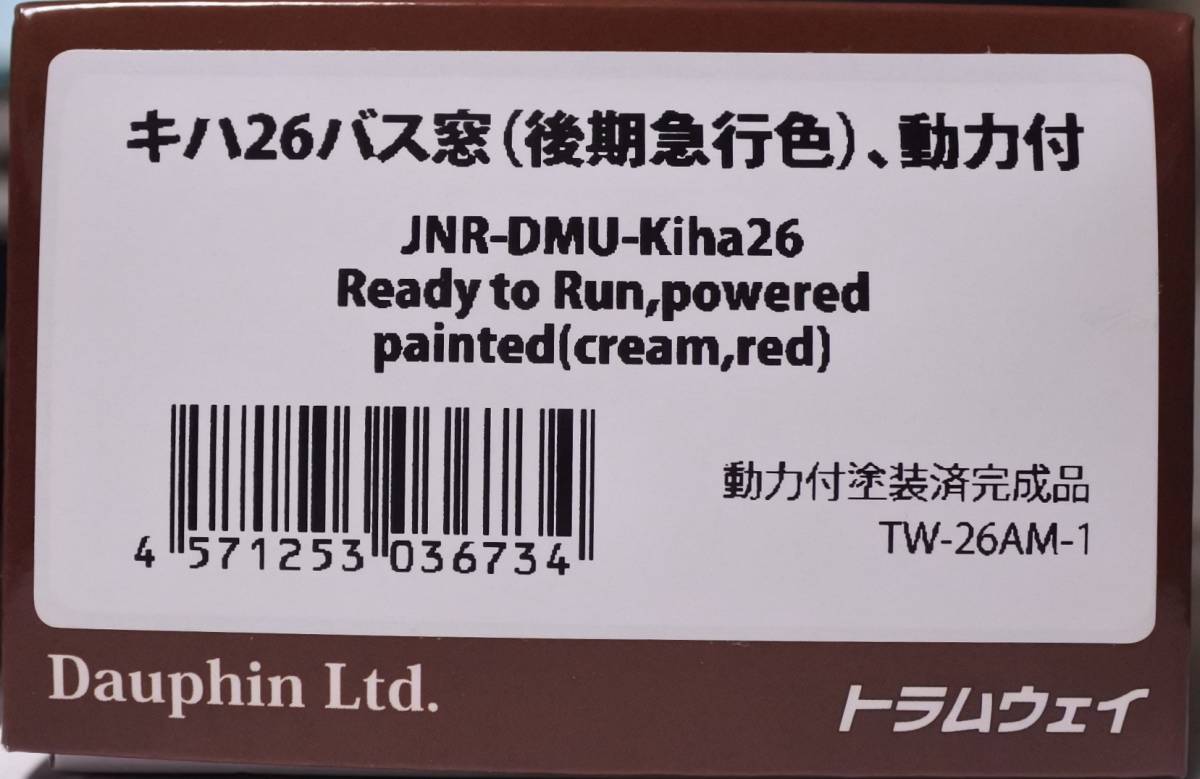 キハ26バス窓(後期急行色)、動力付
JNR-DMU-Kiha26
Ready to Run,powered
painted(cream,red)
4 571253 036734
動力付塗装済完成品
TW-26AM-1
Dauphin Ltd.
トラムウェイ